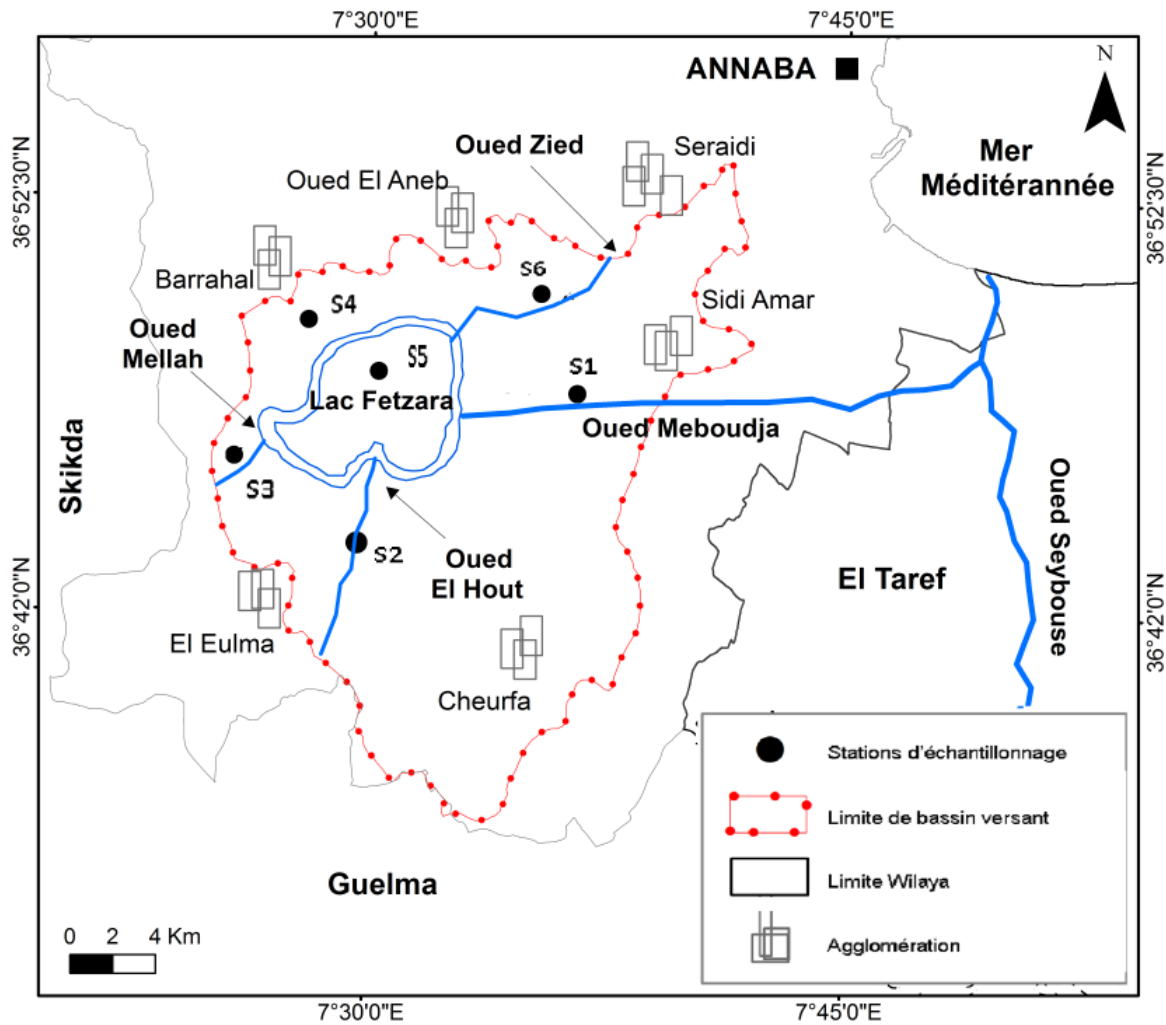 7°30'0"E
7°45'0"E
ANNABA
N
Seraidi
Oued Zied
Mer
Méditérannée
Oued El Aneb
36°52'30"N
36°52'30"N
Barrahal
S6
S4
Sidi Amar
Oued
Mellah
S5
S1
Lac Fetzara
Oued Meboudja
Skikda
S3
S2
Oued
El Hout
El Taref
Oued Seybouse
36°42'0"N
36°42'0"N
El Eulma
Cheurfa
Guelma
Stations d'échantillonnage
Limite de bassin versant
Limite Wilaya
Agglomération
0 2 4 Km
7°30'0"E
7°45'0"E